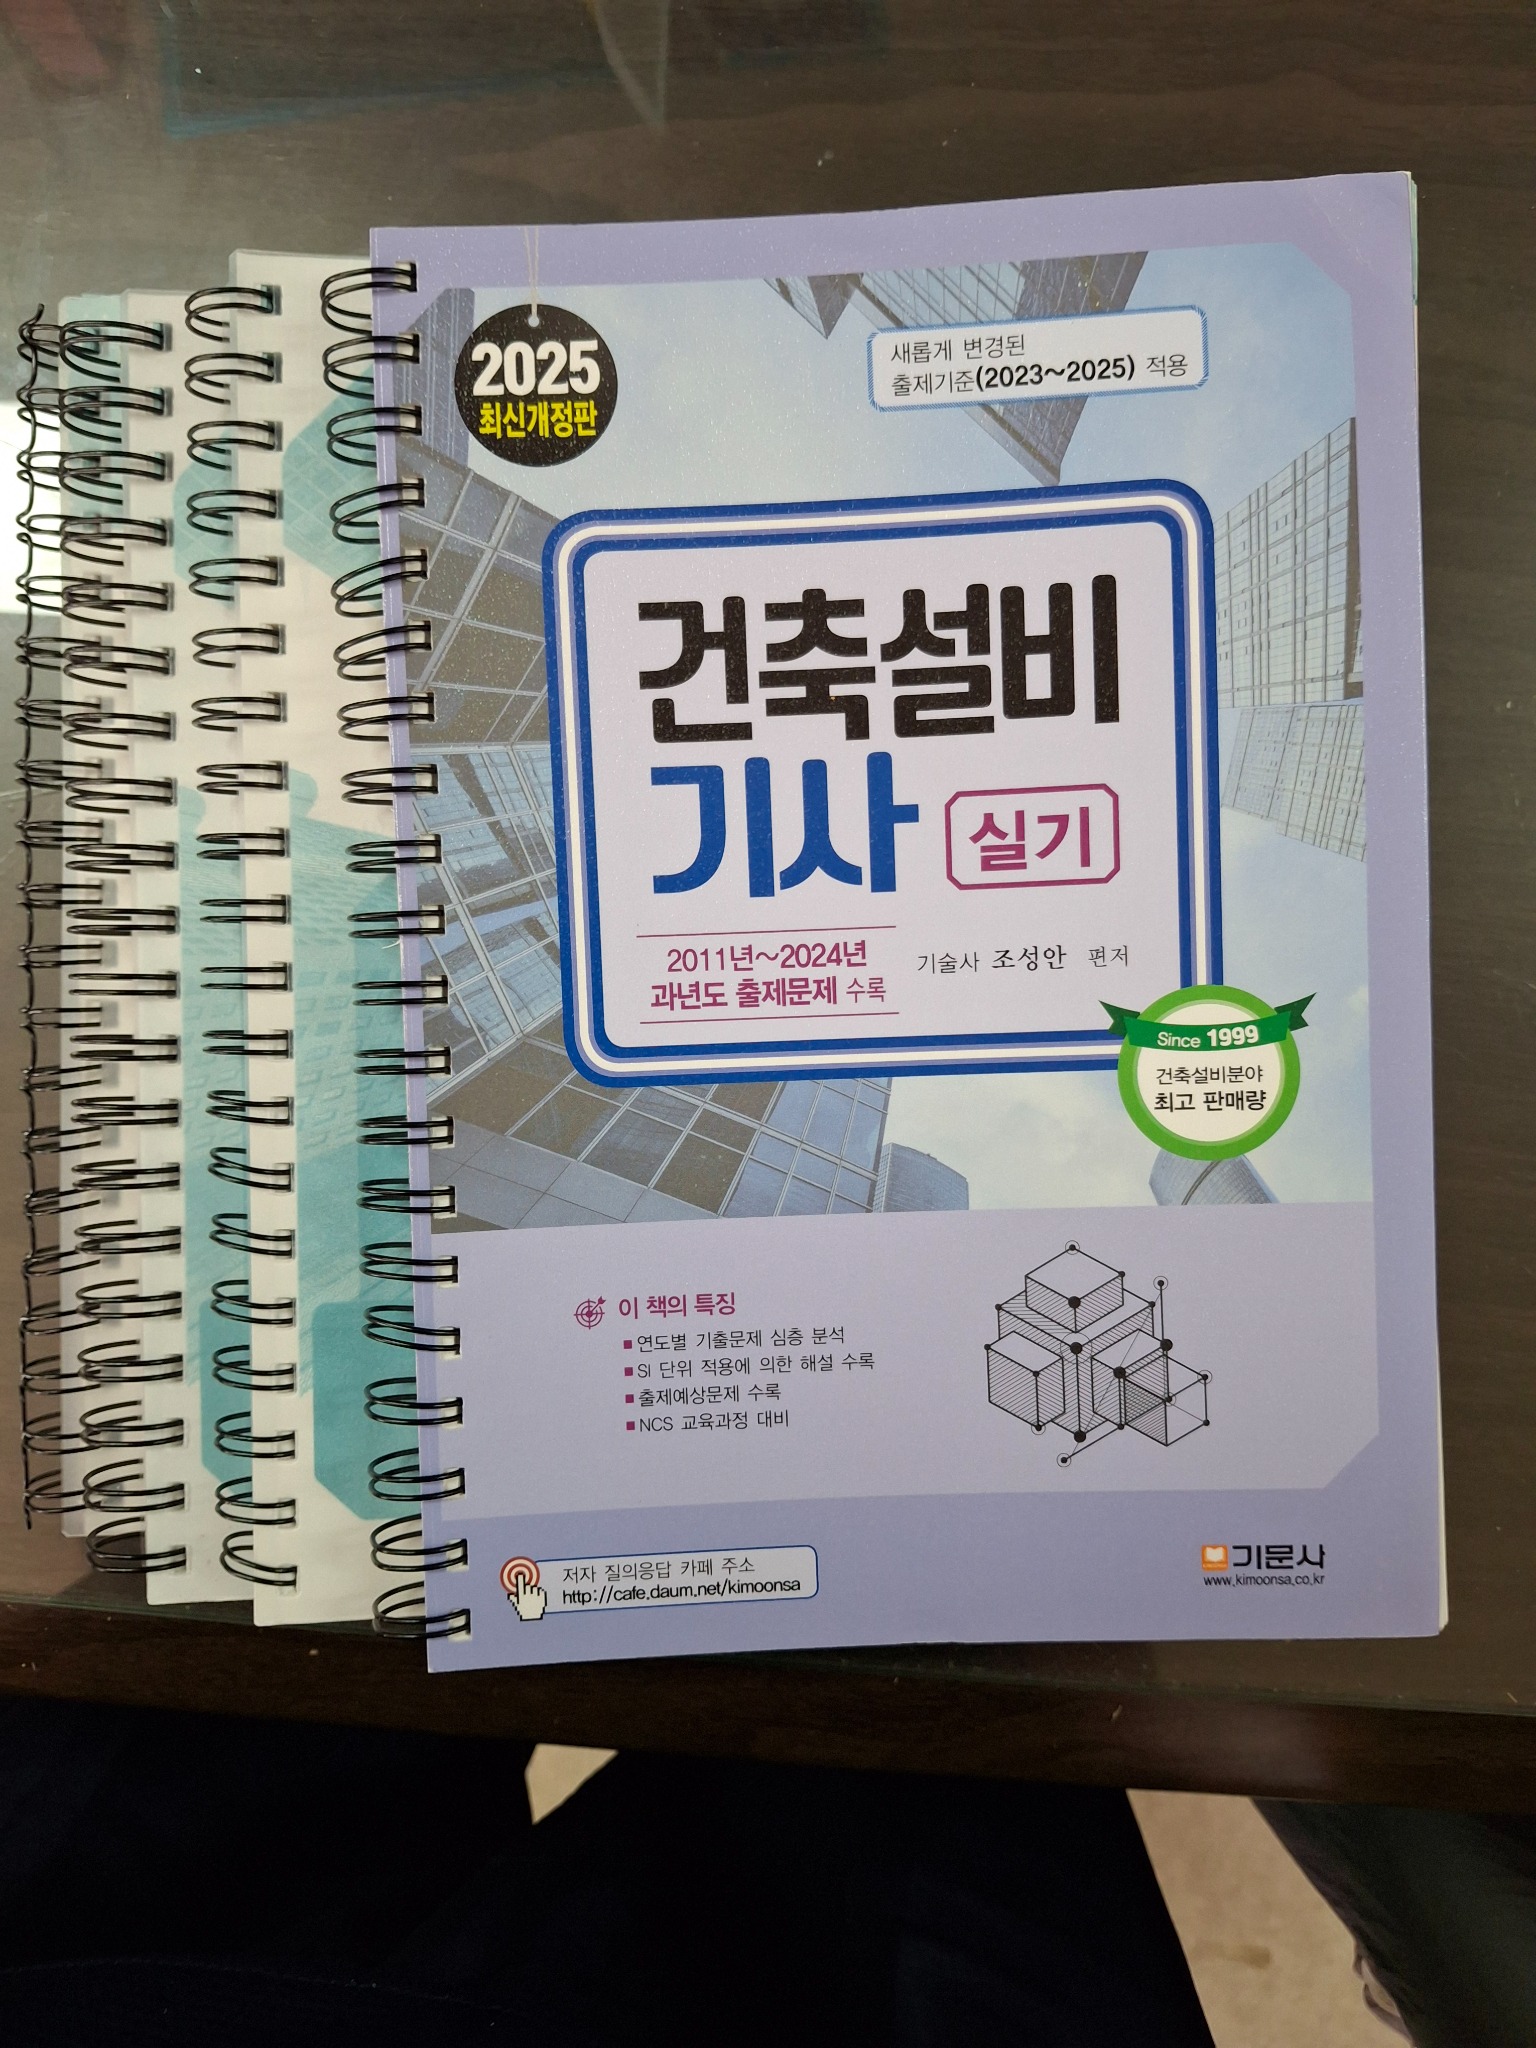 2025
최신개정판
새롭게 변경된
출제기준(2023~2025) 적용
건축설비
기사 실기
2011년~2024년
과년도 출제문제 수록
기술사 조성안 편저
Since 1999
건축설비분야
최고 판매량
이 책의 특징
■연도별 기출문제 심층 분석
■SI 단위 적용에 의한 해설 수록
■출제예상문제 수록
■NCS 교육과정 대비
저자 질의응답 카페 주소
http://cafe.daum.net/kimoonsa
기문사
www.kimoonsa.co.kr